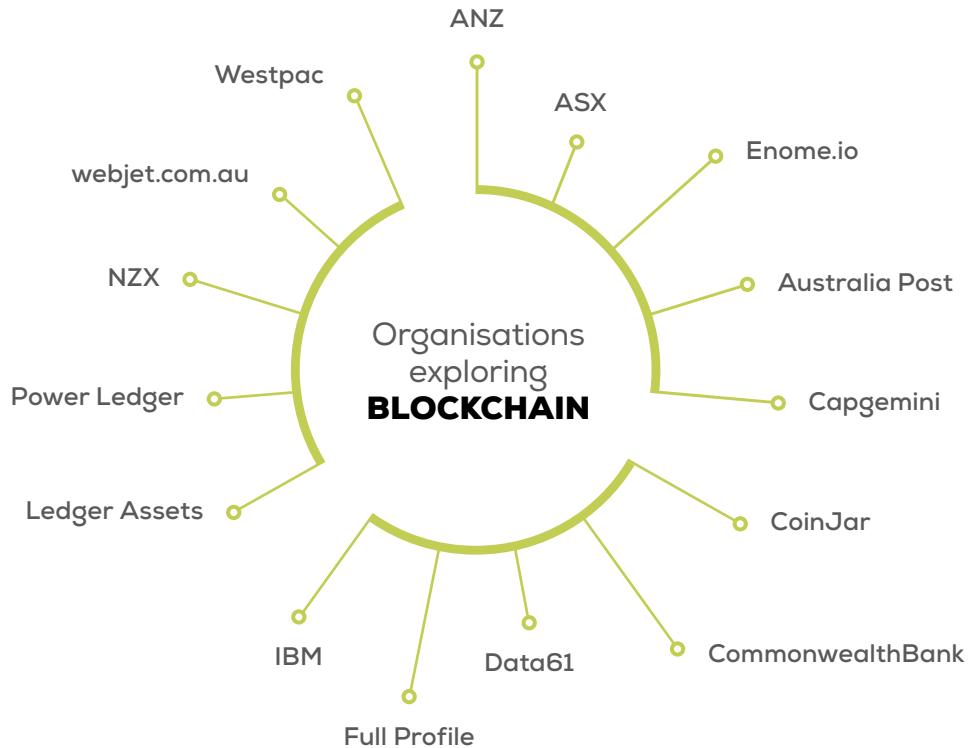 ANZ
Westpac
ASX
Enome.io
webjet.com.au
NZX
Australia Post
Organisations
exploring
BLOCKCHAIN
Power Ledger
Capgemini
Ledger Assets
CoinJar
IBM
Data61
CommonwealthBank
Full Profile